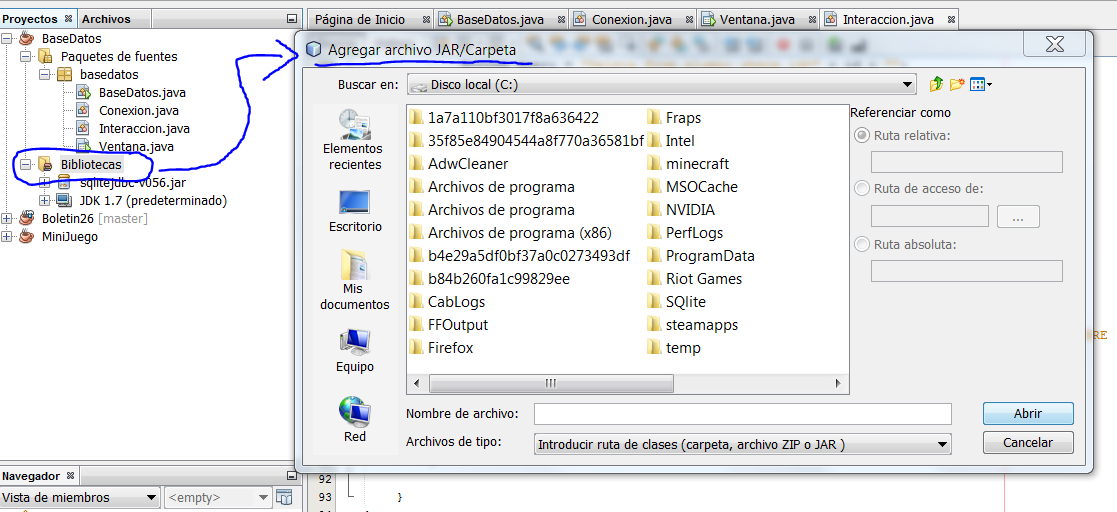 Proyectos
Archivos
Página de Inicio
BaseDatos.java
Conexion.java
Ventana.java
Interaccion.java
BaseDatos
Paquetes de fuentes
basedatos
BaseDatos.java
Conexion.java
Interaccion.java
Ventana.java
Bibliotecas
sqlitejdbc-v056.jar
JDK 1.7 (predeterminado)
Boletin26 [master]
MiniJuego
Agregar archivo JAR/Carpeta
Buscar en:
Disco local (C:)
Elementos recientes
Escritorio
Mis documentos
Equipo
Red
1a7a110bf3017f8a636422
35f85e84904544a8f770a36581bf
AdwCleaner
Archivos de programa
Archivos de programa
Archivos de programa (x86)
b4e29a5df0bf37a0c0273493df
b84b260fa1c99829ee
CabLogs
FFOutput
Firefox
Fraps
Intel
minecraft
MSOCache
NVIDIA
PerfLogs
ProgramData
Riot Games
SQlite
steamapps
temp
Referenciar como
Ruta relativa:
Ruta de acceso de:
...
Ruta absoluta:
Nombre de archivo:
Abrir
Archivos de tipo:
Introducir ruta de clases (carpeta, archivo ZIP o JAR )
Cancelar
RE
Navegador
Vista de miembros
<empty>
92
93
}